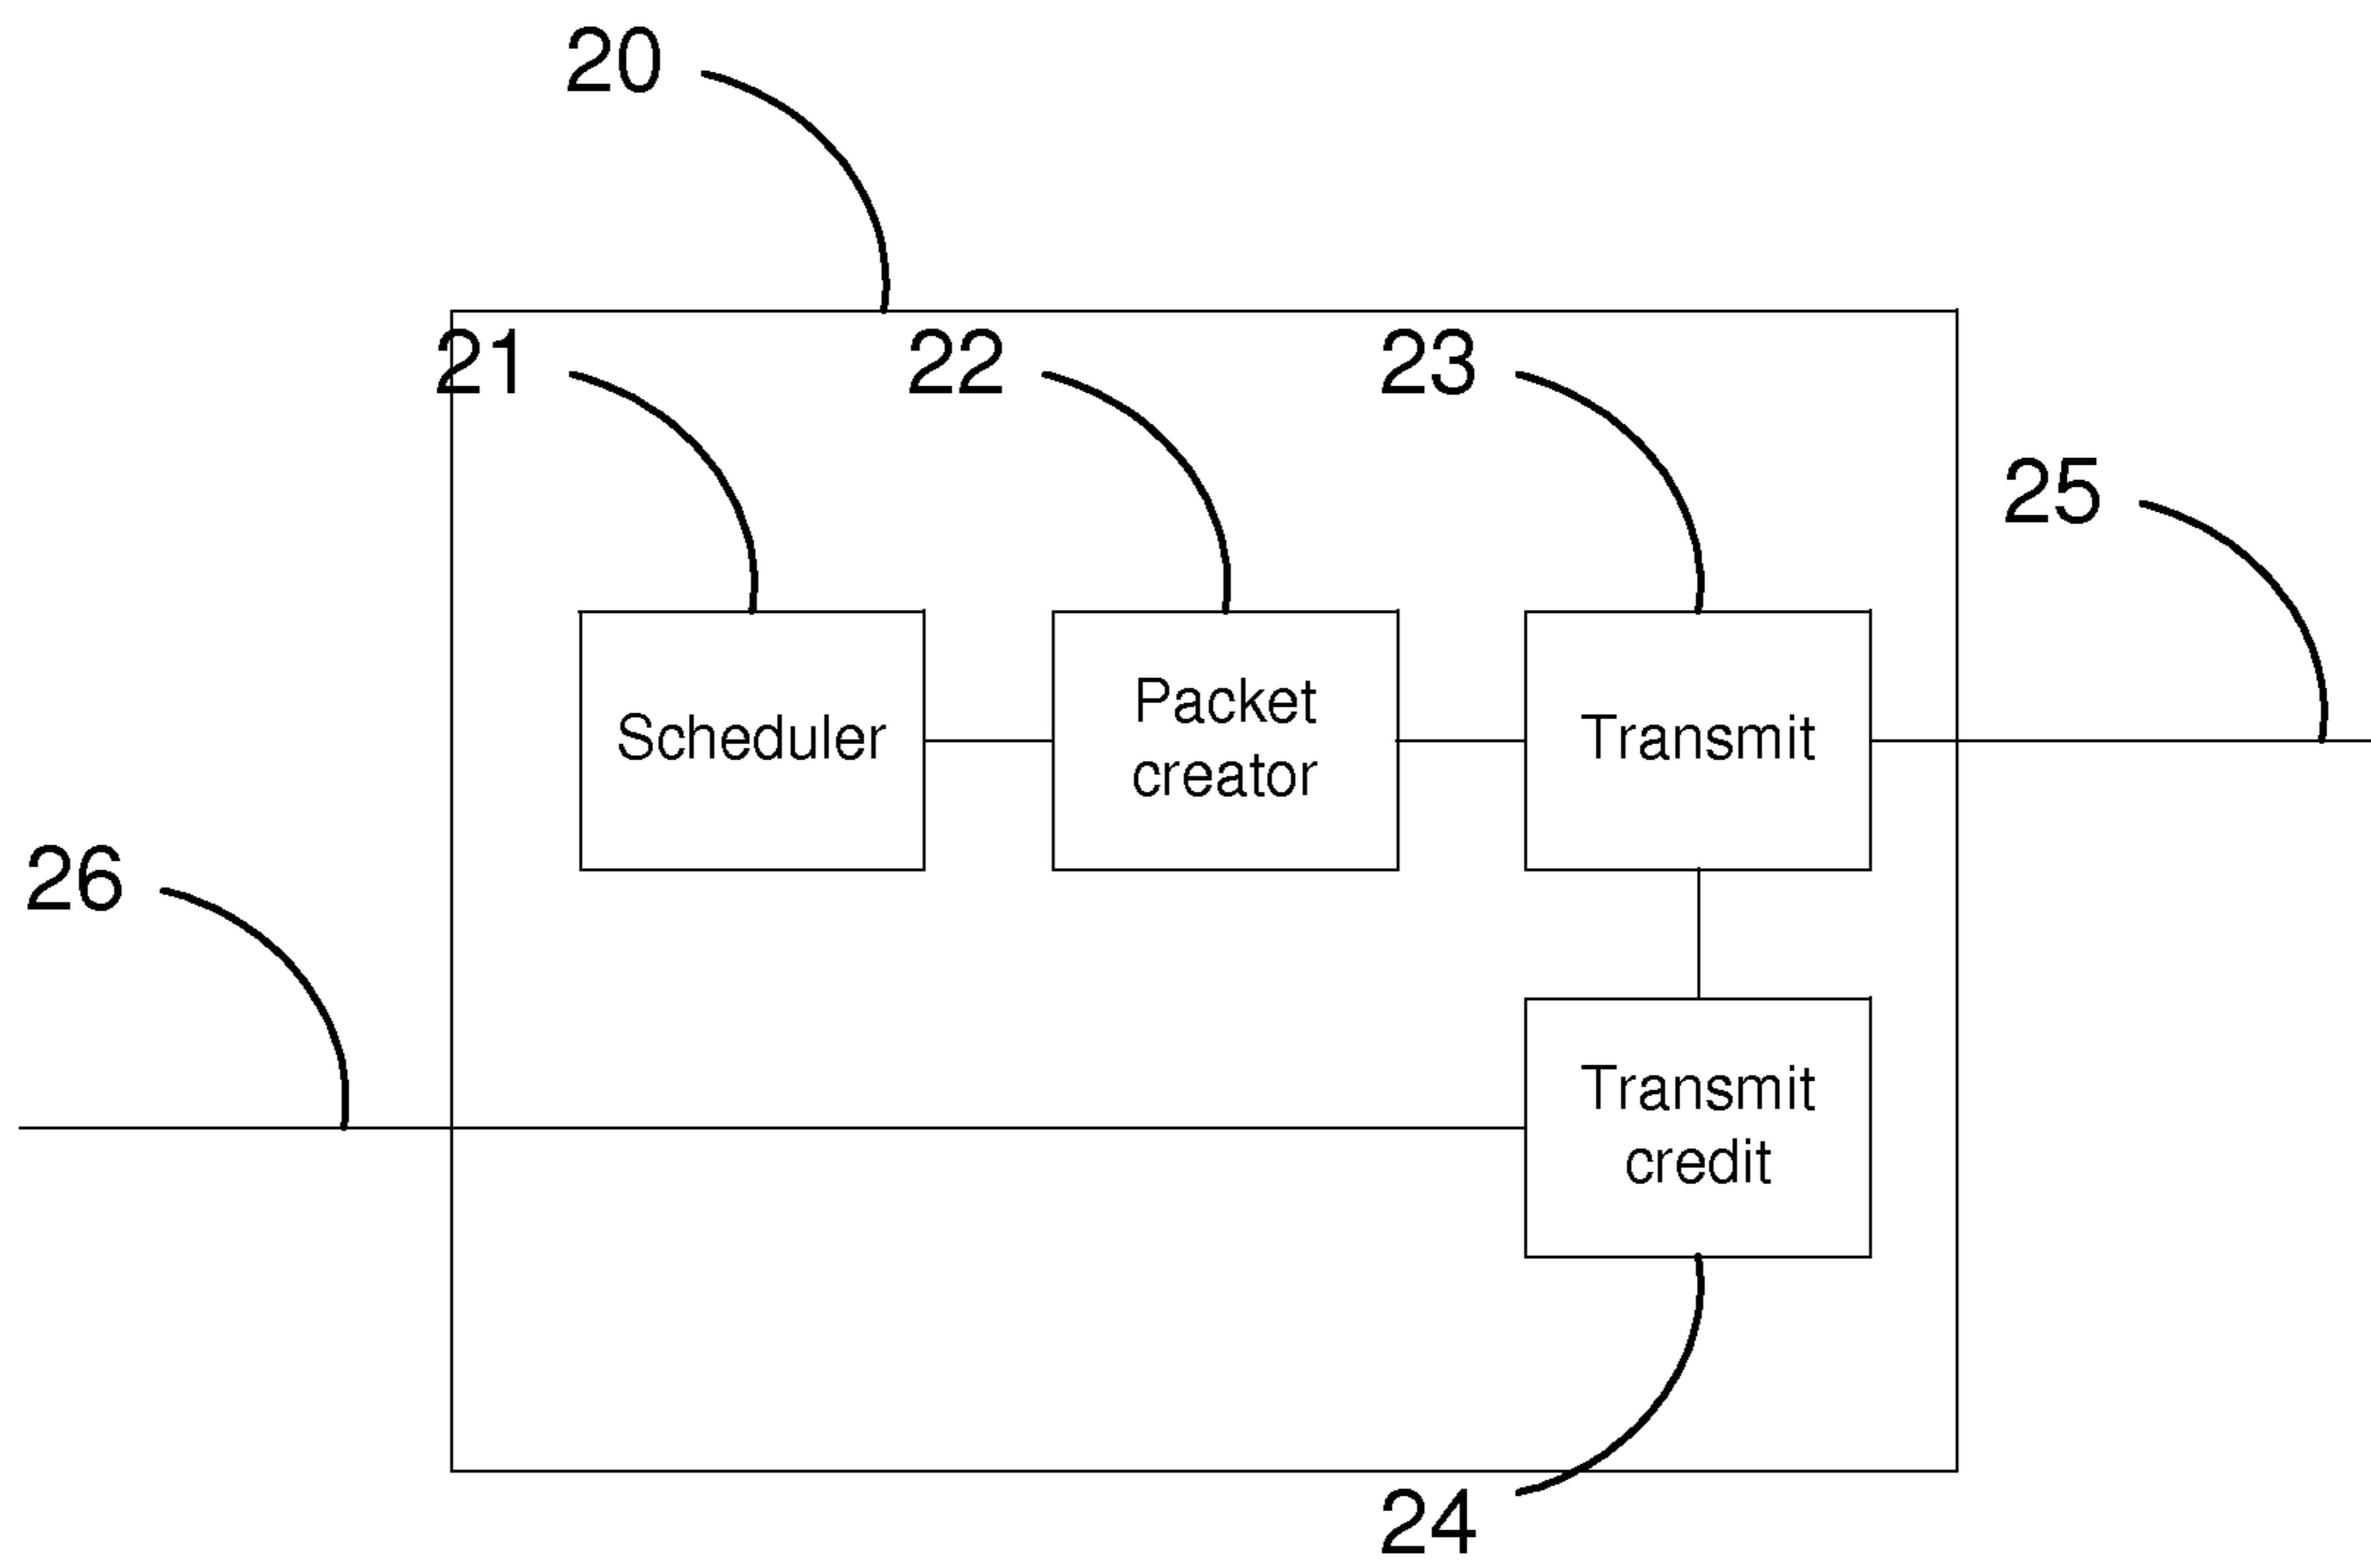 20
21
22
23
25
Scheduler
Packet
creator
Transmit
26
Transmit
credit
24